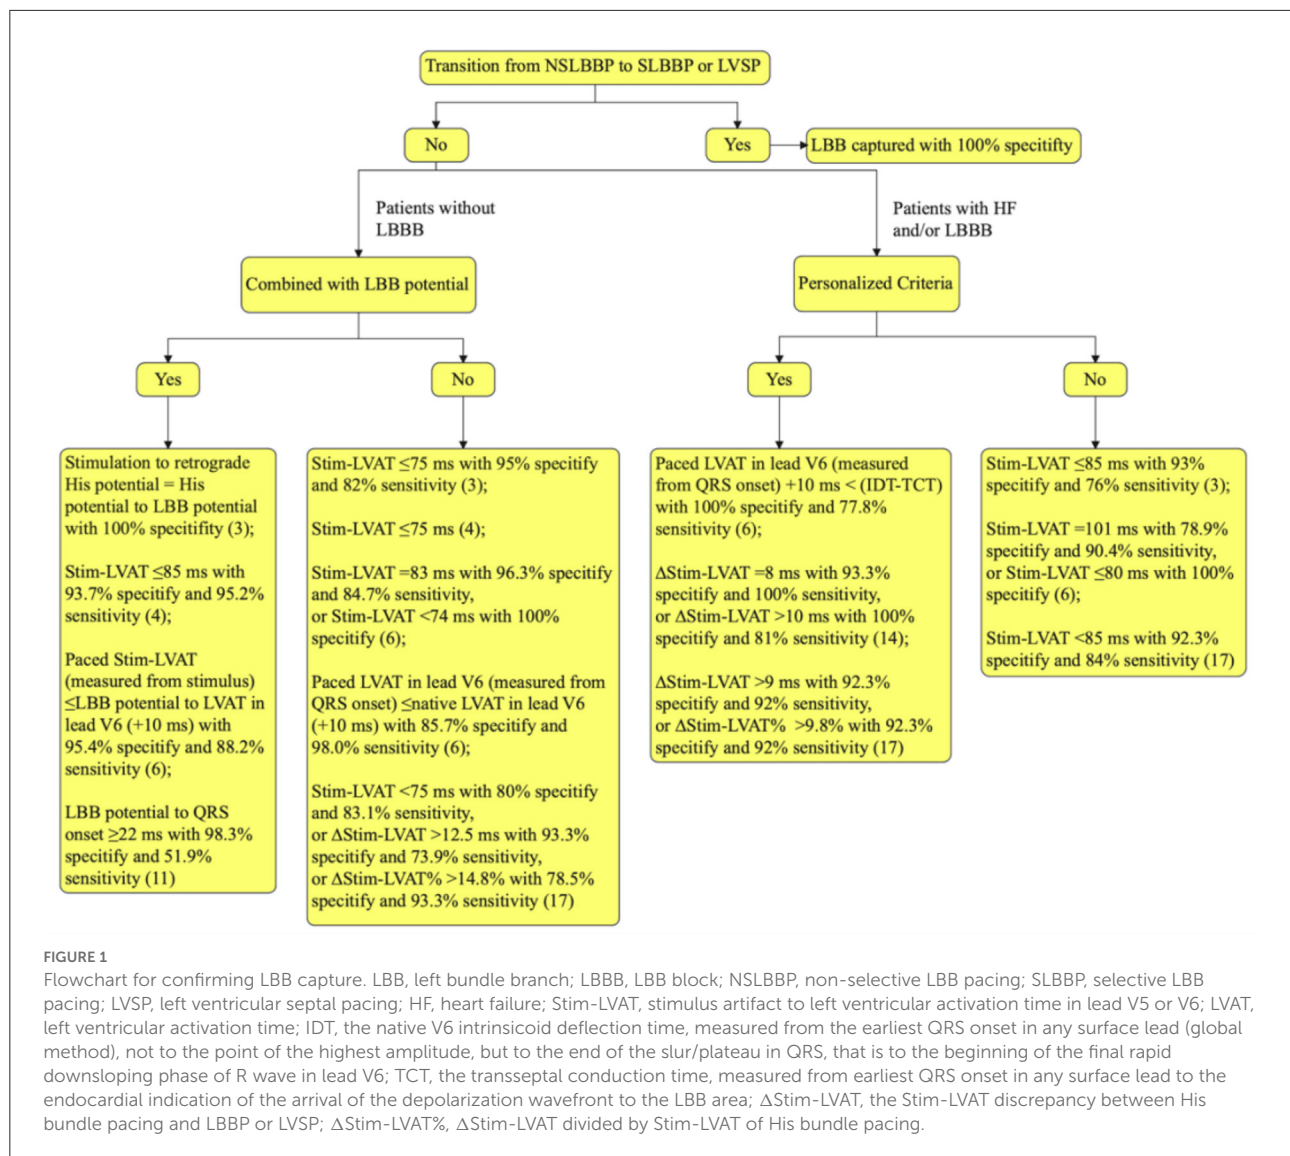 Transition from NSLBBP to SLBBP or LVSP
No
Yes
LBB captured with 100% specitifty
Patients without
LBBB
Patients with HF
and/or LBBB
Combined with LBB potential
Personalized Criteria
Yes
No
Yes
No
Stimulation to retrograde
His potential = His
potential to LBB potential
with 100% specitifity (3);
Stim-LVAT ≤85 ms with
93.7% specitify and 95.2%
sensitivity (4);
Paced Stim-LVAT
(measured from stimulus)
≤LBB potential to LVAT in
lead V6 (+10 ms) with
95.4% specitify and 88.2%
sensitivity (6);
LBB potential to QRS
onset ≥22 ms with 98.3%
specitify and 51.9%
sensitivity (11)
Stim-LVAT ≤75 ms with 95% specitify
and 82% sensitivity (3);
Stim-LVAT ≤75 ms (4);
Stim-LVAT =83 ms with 96.3% specitify
and 84.7% sensitivity,
or Stim-LVAT <74 ms with 100%
specitify (6);
Paced LVAT in lead V6 (measured from
QRS onset) ≤native LVAT in lead V6
(+10 ms) with 85.7% specitify and
98.0% sensitivity (6);
Stim-LVAT <75 ms with 80% specitify
and 83.1% sensitivity,
or ΔStim-LVAT >12.5 ms with 93.3%
specitify and 73.9% sensitivity,
or ΔStim-LVAT% >14.8% with 78.5%
specitify and 93.3% sensitivity (17)
Paced LVAT in lead V6 (measured
from QRS onset) +10 ms < (IDT-TCT)
with 100% specitify and 77.8%
sensitivity (6);
ΔStim-LVAT =8 ms with 93.3%
specitify and 100% sensitivity,
or ΔStim-LVAT >10 ms with 100%
specitify and 81% sensitivity (14);
ΔStim-LVAT >9 ms with 92.3%
specitify and 92% sensitivity,
or ΔStim-LVAT% >9.8% with 92.3%
specitify and 92% sensitivity (17)
Stim-LVAT ≤85 ms with 93%
specitify and 76% sensitivity (3);
Stim-LVAT =101 ms with 78.9%
specitify and 90.4% sensitivity,
or Stim-LVAT ≤80 ms with 100%
specitify (6);
Stim-LVAT <85 ms with 92.3%
specitify and 84% sensitivity (17)
FIGURE 1
Flowchart for confirming LBB capture. LBB, left bundle branch; LBBB, LBB block; NSLBBP, non-selective LBB pacing; SLBBP, selective LBB
pacing; LVSP, left ventricular septal pacing; HF, heart failure; Stim-LVAT, stimulus artifact to left ventricular activation time in lead V5 or V6; LVAT,
left ventricular activation time; IDT, the native V6 intrinsicoid deflection time, measured from the earliest QRS onset in any surface lead (global
method), not to the point of the highest amplitude, but to the end of the slur/plateau in QRS, that is to the beginning of the final rapid
downsloping phase of R wave in lead V6; TCT, the transseptal conduction time, measured from earliest QRS onset in any surface lead to the
endocardial indication of the arrival of the depolarization wavefront to the LBB area; ΔStim-LVAT, the Stim-LVAT discrepancy between His
bundle pacing and LBBP or LVSP; ΔStim-LVAT%, ΔStim-LVAT divided by Stim-LVAT of His bundle pacing.